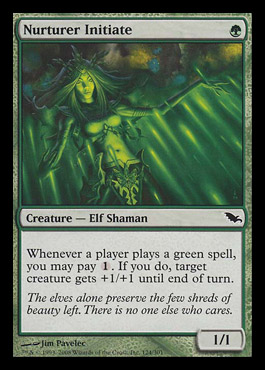 Nurturer Initiate
Creature — Elf Shaman
Whenever a player plays a green spell,
you may pay 1. If you do, target
creature gets +1/+1 until end of turn.
The elves alone preserve the few shreds of
beauty left. There is no one else who cares.
Jim Pavelec
1/1